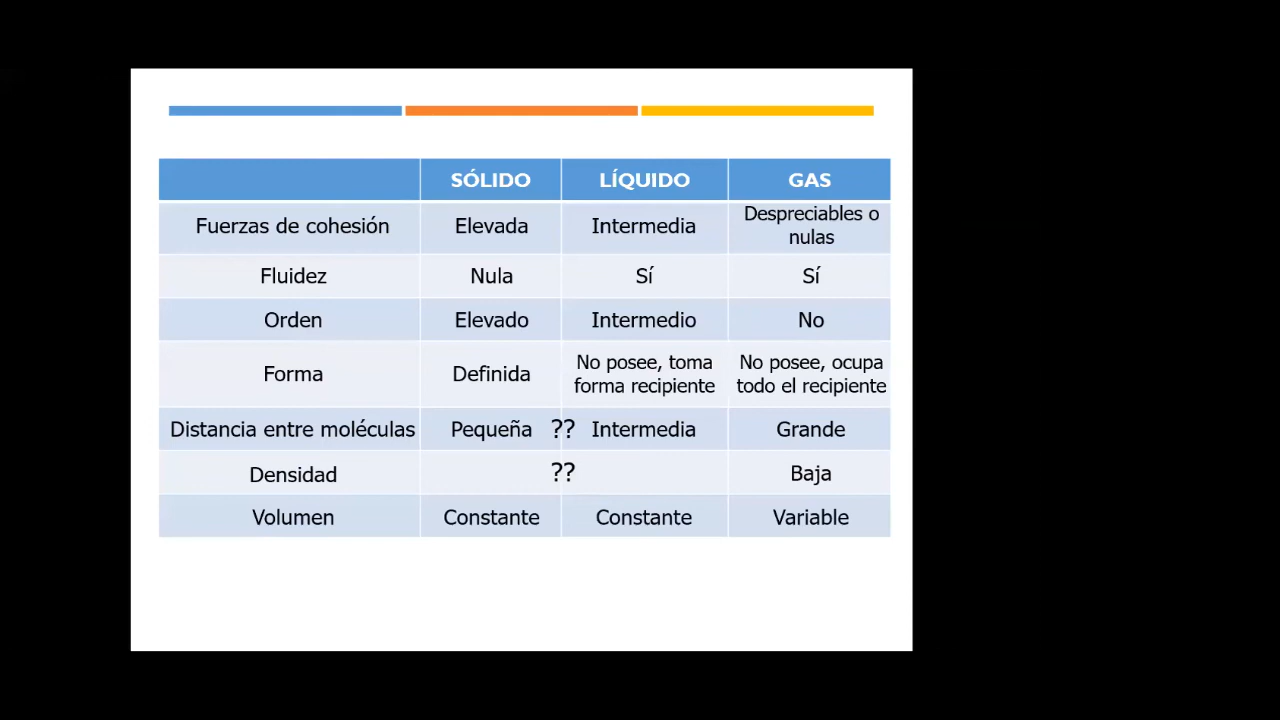 SÓLIDO LÍQUIDO GAS
Fuerzas de cohesión Elevada Intermedia Despreciables o
nulas
Fluidez Nula Sí Sí
Orden Elevado Intermedio No
Forma Definida No posee, toma No posee, ocupa
forma recipiente todo el recipiente
Distancia entre moléculas Pequeña ?? Intermedia Grande
Densidad ?? Baja
Volumen Constante Constante Variable